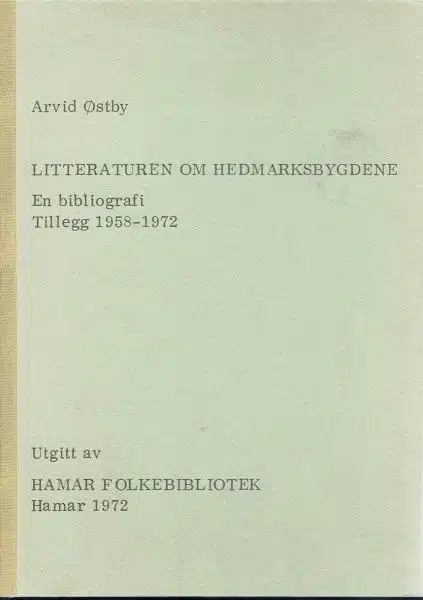 Arvid Østby
LITTERATUREN OM HEDMARKSBYGDENE
En bibliografi
Tillegg 1958-1972
Utgitt av
HAMAR FOLKEBIBLIOTEK
Hamar 1972